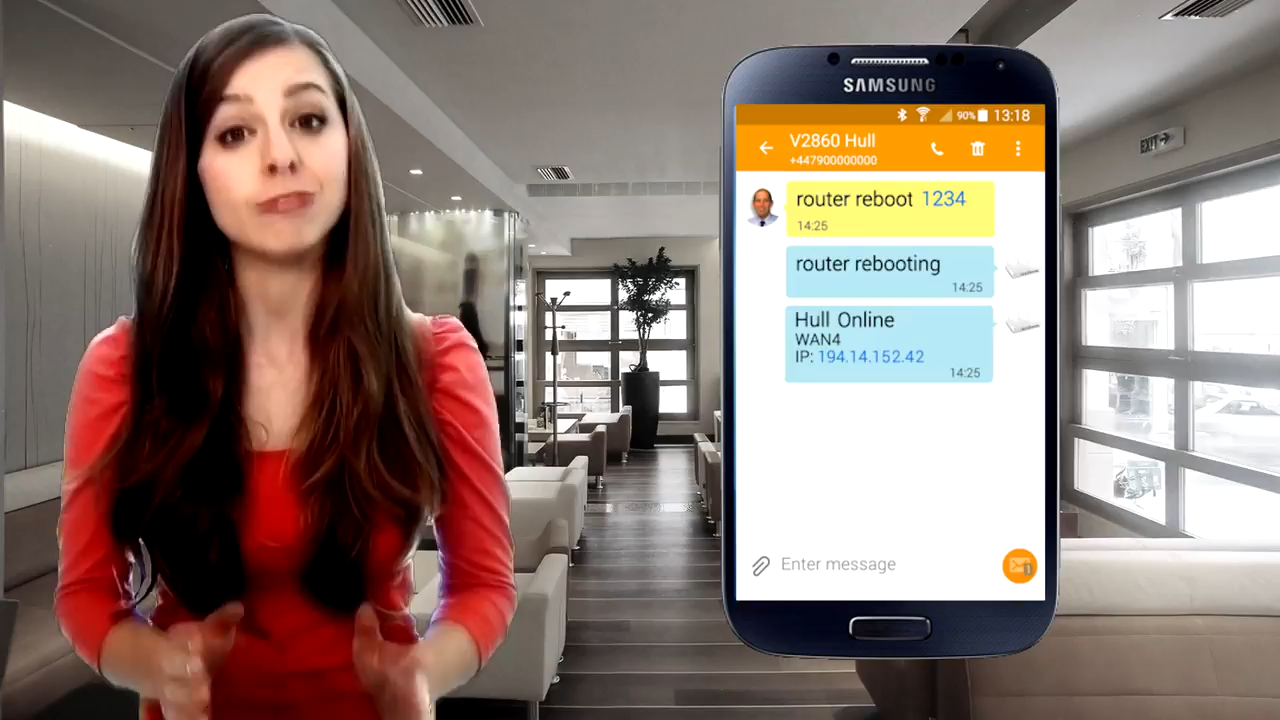 SAMSUNG
90% 13:18
V2860 Hull
+447900000000
router reboot 1234
14:25
router rebooting
14:25
Hull Online
WAN4
IP: 194.14.152.42
14:25
Enter message
1
EXIT